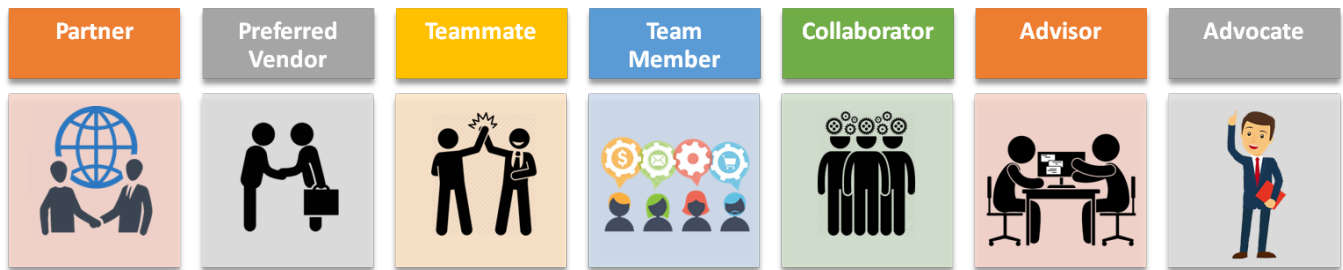 Partner
Preferred
Vendor
Teammate
Team
Member
Collaborator
Advisor
Advocate
$